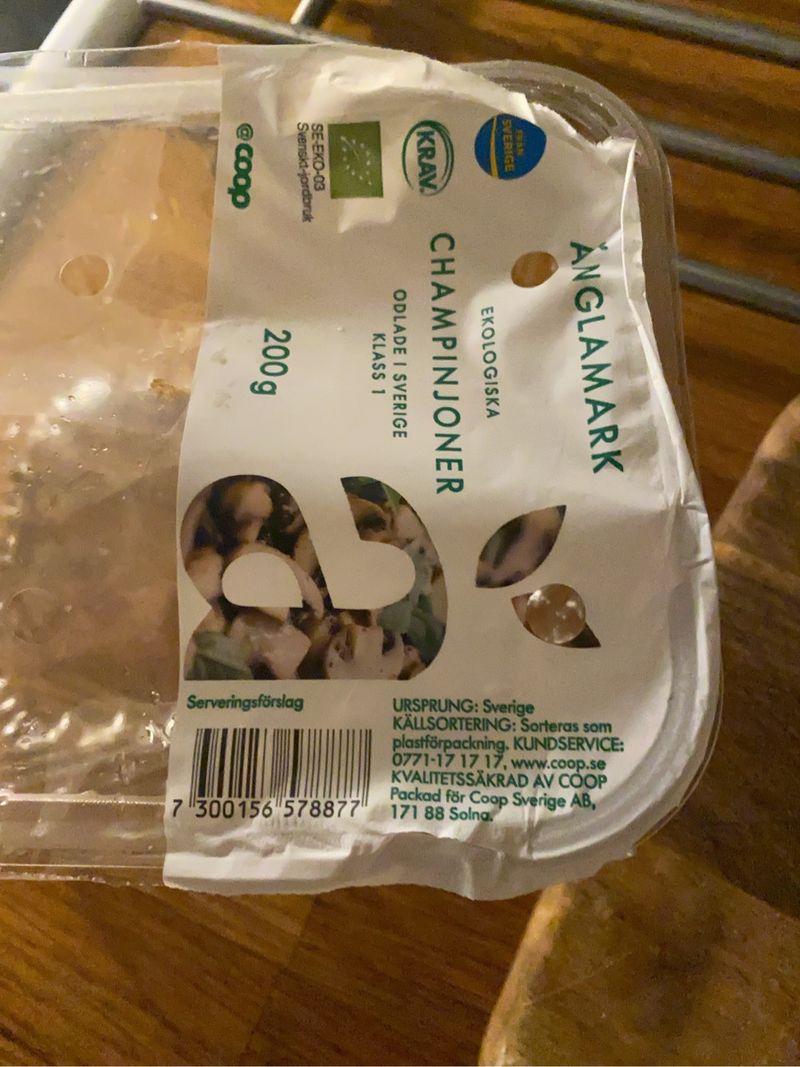 ÄNGLAMARK
EKOLOGISKA
CHAMPINJONER
ODLADE I SVERIGE
KLASS 1
200g
FRÅN
SVERIGE
KRAV
SE-EKO-03
Svenskt jordbruk
coop
Serveringsförslag
7 300156 578877
URSPRUNG: Sverige
KÄLLSORTERING: Sorteras som
plastförpackning. KUNDSERVICE:
0771-17 17 17, www.coop.se
KVALITETSSÄKRAD AV COOP
Packad för Coop Sverige AB,
171 88 Solna.